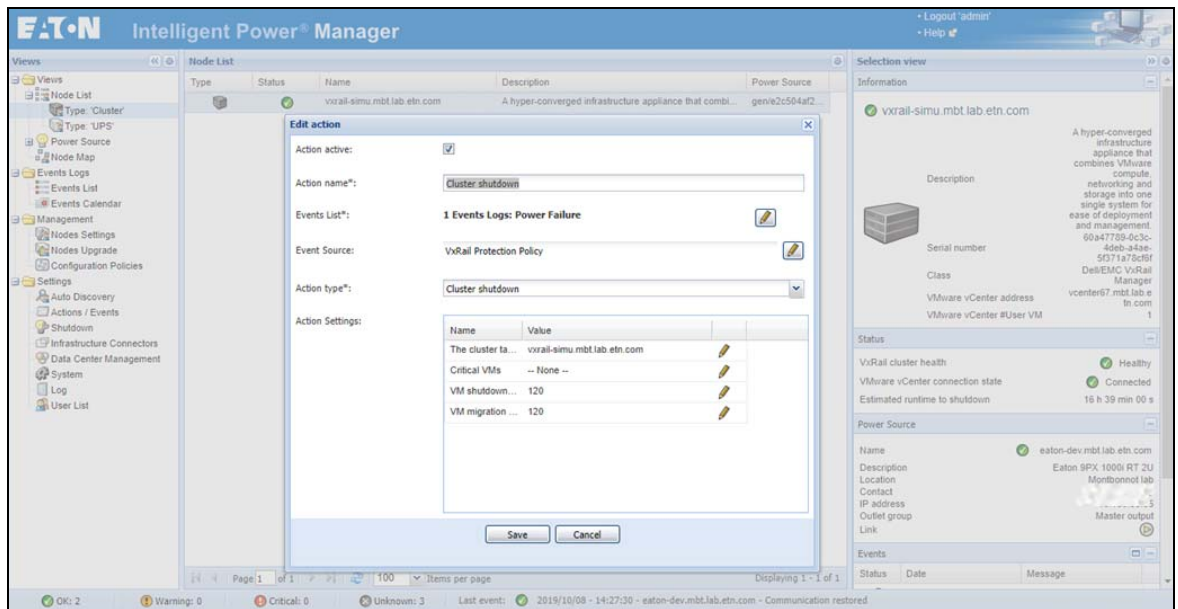 EATON Intelligent Power® Manager
• Logout 'admin'
• Help
Views
Views
Node List
Type: 'Cluster'
Type: 'UPS'
Power Source
Node Map
Events Logs
Events List
Events Calendar
Management
Nodes Settings
Nodes Upgrade
Configuration Policies
Settings
Auto Discovery
Actions / Events
Shutdown
Infrastructure Connectors
Data Center Management
System
Log
User List
Node List
Type Status Name Description Power Source
vxrail-simu.mbt.lab.etn.com A hyper-converged infrastructure appliance that combi... gen/e2c504af2...
Edit action
Action active:
Action name*: Cluster shutdown
Events List*: 1 Events Logs: Power Failure
Event Source: VxRail Protection Policy
Action type*: Cluster shutdown
Action Settings:
Name Value
The cluster ta... vxrail-simu.mbt.lab.etn.com
Critical VMs -- None --
VM shutdown... 120
VM migration ... 120
Save Cancel
Page 1 of 1 100 Items per page Displaying 1 - 1 of 1
Selection view
Information
vxrail-simu.mbt.lab.etn.com
Description
A hyper-converged
infrastructure
appliance that
combines VMware
compute,
networking and
storage into one
single system for
ease of deployment
and management.
Serial number
60a47789-0c3c-
4deb-a4ae-
5f371a78cf6f
Class
Dell/EMC VxRail
Manager
VMware vCenter address
vcenter67.mbt.lab.e
tn.com
VMware vCenter #User VM 1
Status
VxRail cluster health Healthy
VMware vCenter connection state Connected
Estimated runtime to shutdown 16 h 39 min 00 s
Power Source
Name eaton-dev.mbt.lab.etn.com
Description Eaton 9PX 1000i RT 2U
Location Montbonnot lab
Contact
IP address
Outlet group Master output
Link
Events
Status Date Message
OK: 2 Warning: 0 Critical: 0 Unknown: 3 Last event: 2019/10/08 - 14:27:30 - eaton-dev.mbt.lab.etn.com - Communication restored